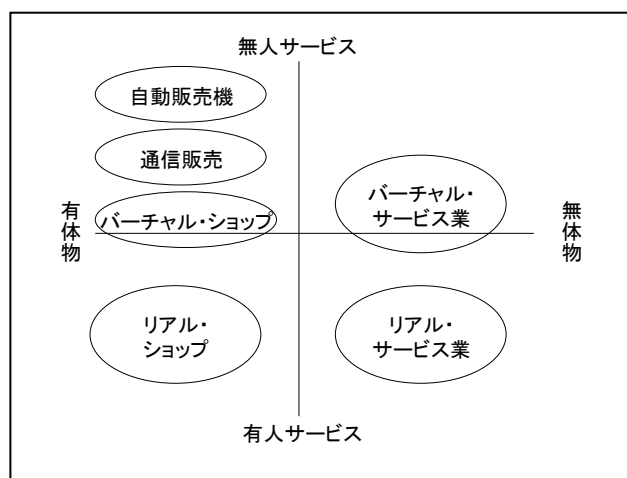 無人サービス
自動販売機
通信販売
バーチャル・ショップ
バーチャル・
サービス業
有体物
無体物
リアル・
ショップ
リアル・
サービス業
有人サービス